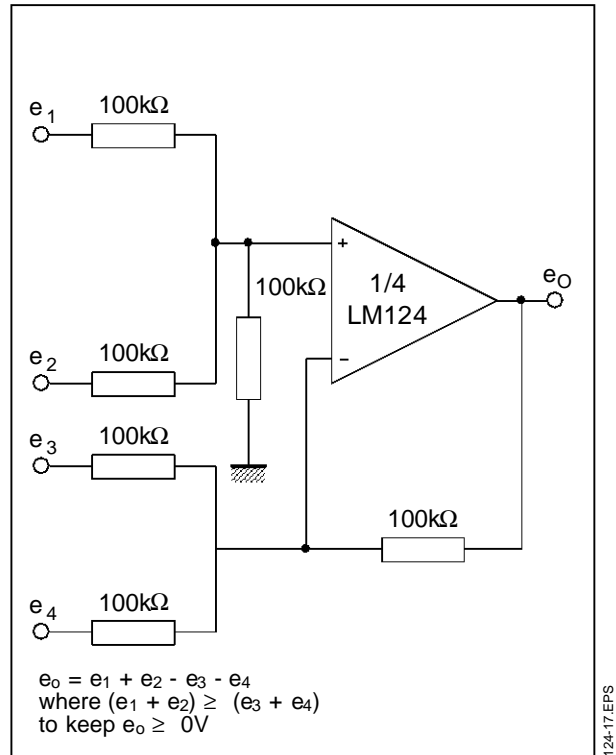 e1
100kΩ
+
100kΩ
1/4
LM124
eO
e2
100kΩ
-
e3
100kΩ
100kΩ
e4
100kΩ
eo = e1 + e2 - e3 - e4
where (e1 + e2) ≥ (e3 + e4)
to keep eo ≥ 0V
124-17.EPS